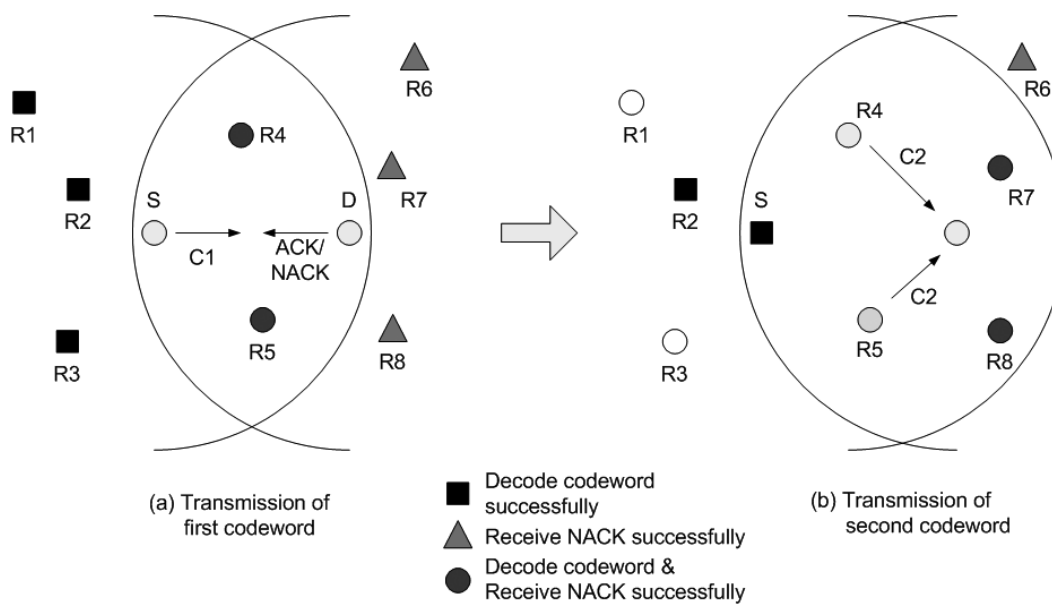 R1
R2
R3
R4
S
D
C1
ACK/
NACK
R5
R6
R7
R8
(a) Transmission of
first codeword
R1
R2
R3
S
R4
C2
C2
R5
R6
R7
R8
(b) Transmission of
second codeword
Decode codeword
successfully
Receive NACK successfully
Decode codeword &
Receive NACK successfully